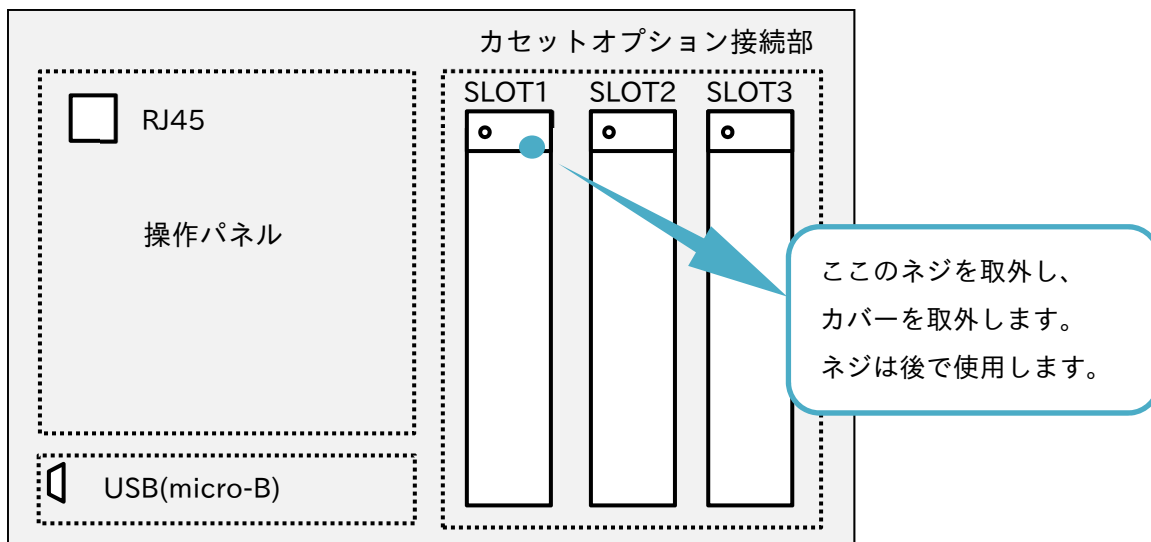 カセットオプション接続部
SLOT1 SLOT2 SLOT3
RJ45
操作パネル
USB(micro-B)
ここのネジを取外し、
カバーを取外します。
ネジは後で使用します。